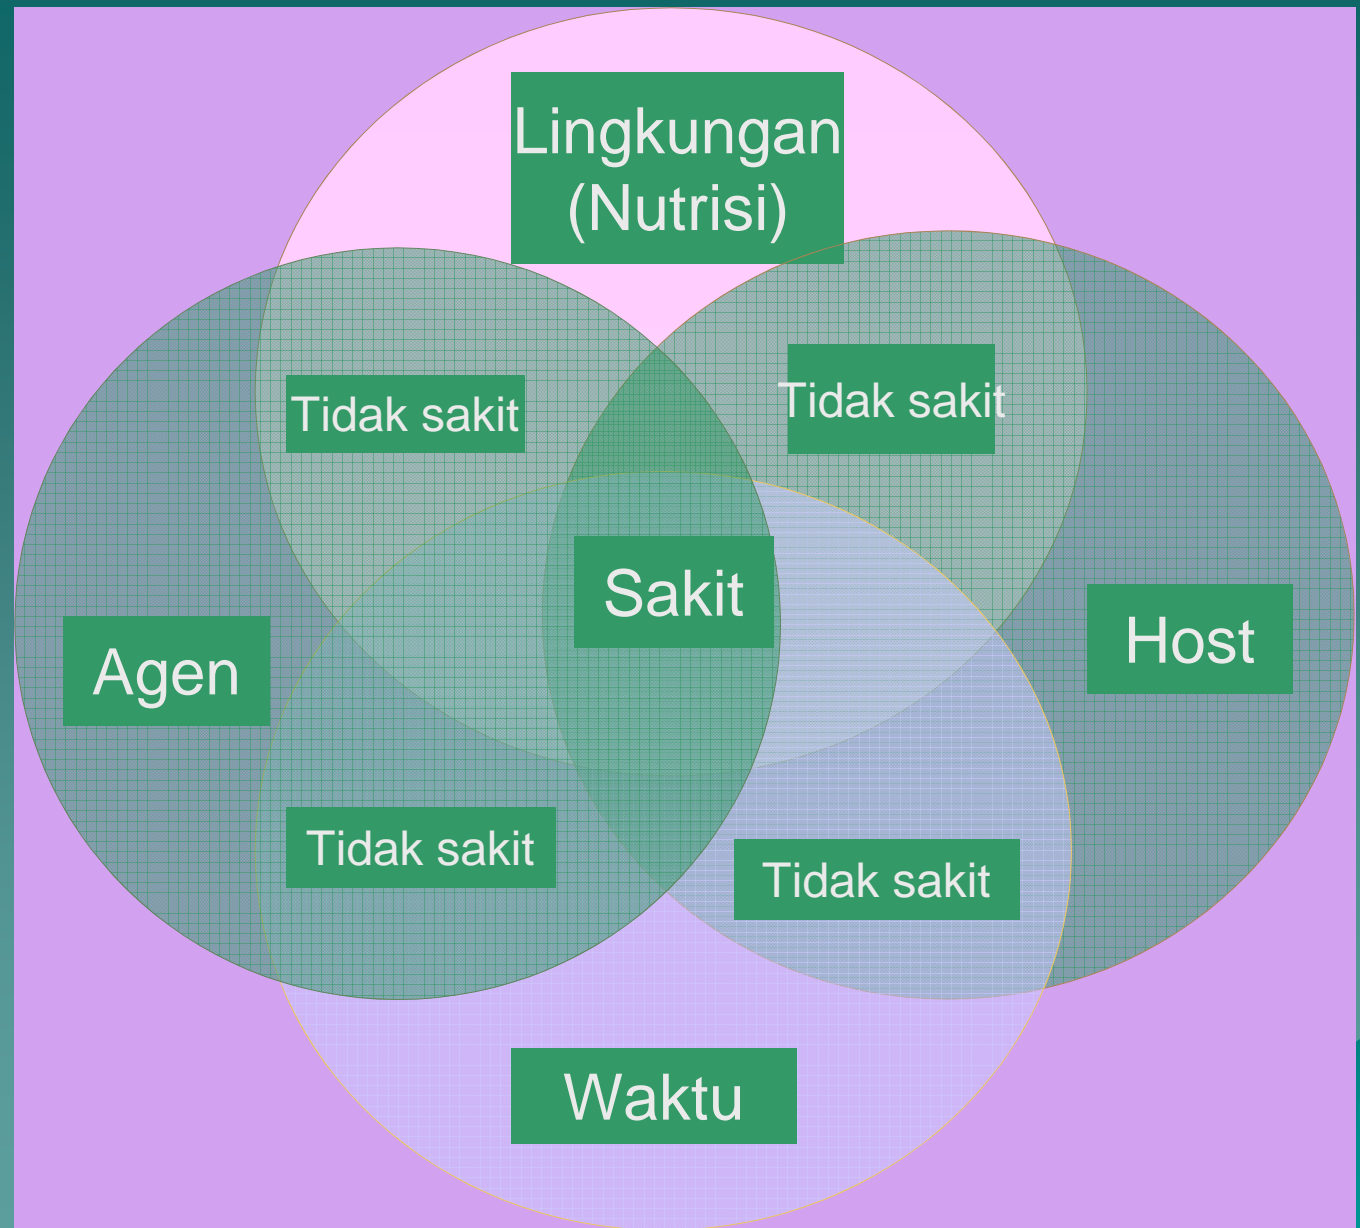 Lingkungan
(Nutrisi)
Tidak sakit
Tidak sakit
Sakit
Agen
Host
Tidak sakit
Tidak sakit
Waktu